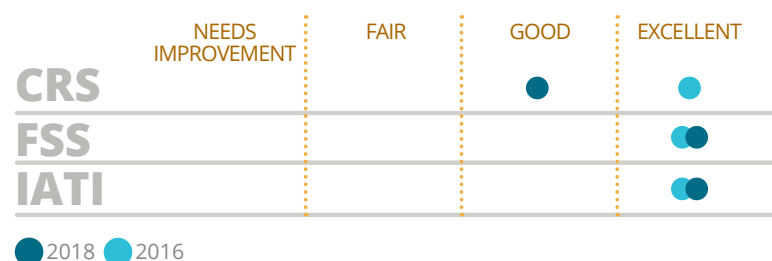 NEEDS IMPROVEMENT
FAIR
GOOD
EXCELLENT
CRS
FSS
IATI
2018 2016